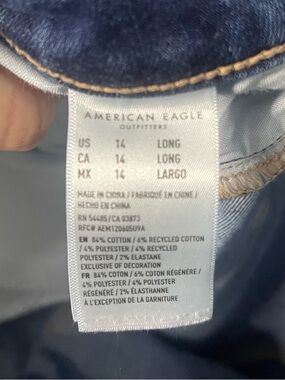 AMERICAN EAGLE
OUTFITTERS
US 14 LONG
CA 14 LONG
MX 14 LARGO
MADE IN CHINA / FABRIQUÉ EN CHINE /
HECHO EN CHINA
RN 54485/CA 03873
RFC# AEM120605U9A
EN 84% COTTON / 6% RECYCLED COTTON
/ 4% POLYESTER / 4% RECYCLED
POLYESTER / 2% ELASTANE
EXCLUSIVE OF DECORATION
FR 84% COTON / 6% COTON RÉGÉNÉRÉ /
4% POLYESTER / 4% POLYESTER
RÉGÉNÉRÉ / 2% ÉLASTHANNE
À L'EXCEPTION DE LA GARNITURE